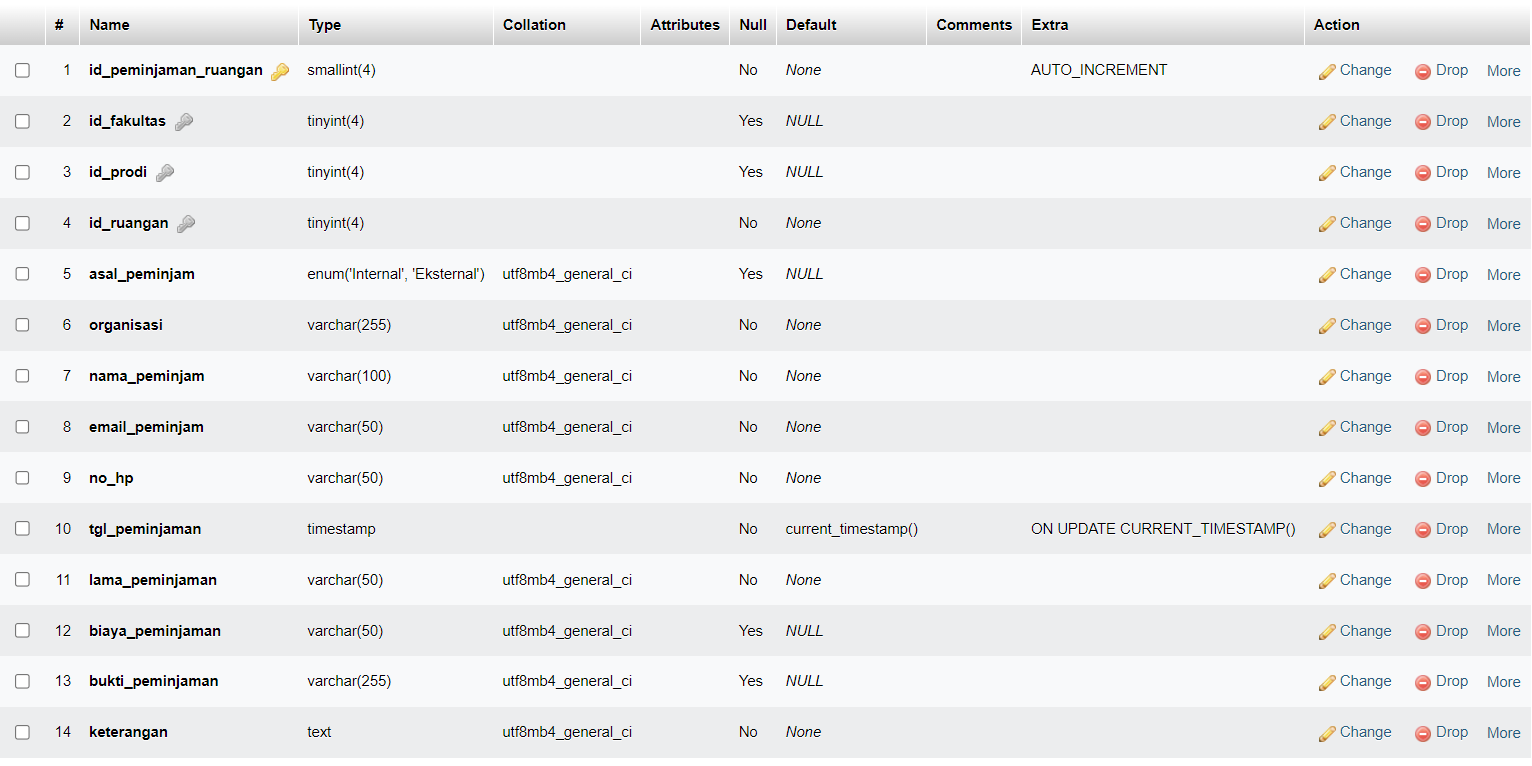 # Name Type Collation Attributes Null Default Comments Extra Action
1 id_peminjaman_ruangan smallint(4) No None AUTO_INCREMENT Change Drop More
2 id_fakultas tinyint(4) Yes NULL Change Drop More
3 id_prodi tinyint(4) Yes NULL Change Drop More
4 id_ruangan tinyint(4) No None Change Drop More
5 asal_peminjam enum('Internal', 'Eksternal') utf8mb4_general_ci Yes NULL Change Drop More
6 organisasi varchar(255) utf8mb4_general_ci No None Change Drop More
7 nama_peminjam varchar(100) utf8mb4_general_ci No None Change Drop More
8 email_peminjam varchar(50) utf8mb4_general_ci No None Change Drop More
9 no_hp varchar(50) utf8mb4_general_ci No None Change Drop More
10 tgl_peminjaman timestamp No current_timestamp() ON UPDATE CURRENT_TIMESTAMP() Change Drop More
11 lama_peminjaman varchar(50) utf8mb4_general_ci No None Change Drop More
12 biaya_peminjaman varchar(50) utf8mb4_general_ci Yes NULL Change Drop More
13 bukti_peminjaman varchar(255) utf8mb4_general_ci Yes NULL Change Drop More
14 keterangan text utf8mb4_general_ci No None Change Drop More